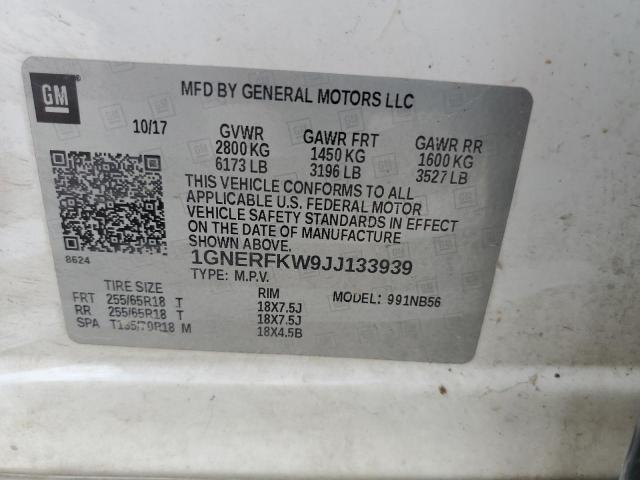 GM
MFD BY GENERAL MOTORS LLC
10/17
GVWR GAWR FRT GAWR RR
2800 KG 1450 KG 1600 KG
6173 LB 3196 LB 3527 LB
THIS VEHICLE CONFORMS TO ALL
APPLICABLE U.S. FEDERAL MOTOR
VEHICLE SAFETY STANDARDS IN EFFECT
ON THE DATE OF MANUFACTURE
SHOWN ABOVE.
8624
1GNERFKW9JJ133939
TYPE: M.P.V.
TIRE SIZE RIM MODEL: 991NB56
FRT 255/65R18 T 18X7.5J
RR 255/65R18 T 18X7.5J
SPA T135/70R18 M 18X4.5B